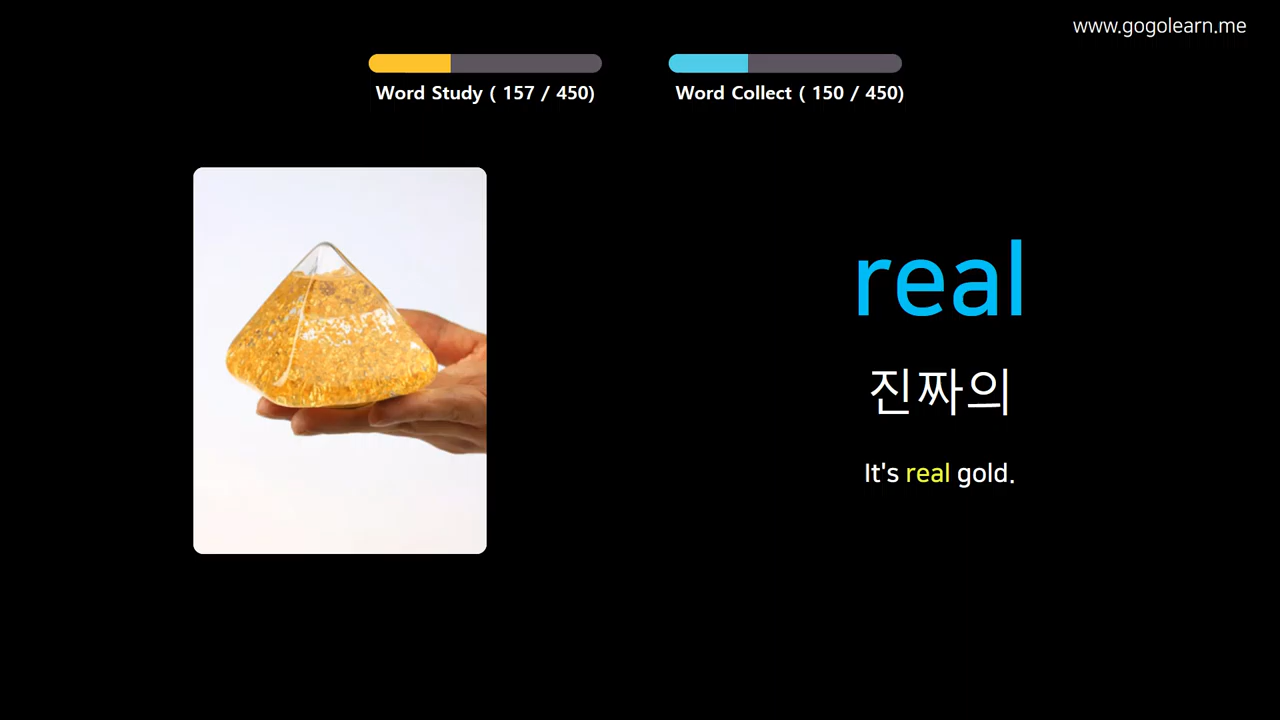 www.gogolearn.me
Word Study ( 157 / 450)
Word Collect ( 150 / 450)
real
진짜의
It's real gold.